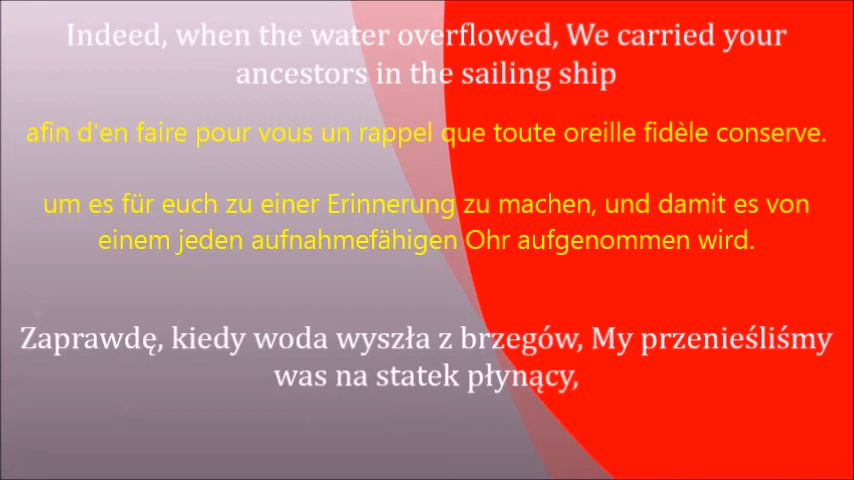 Indeed, when the water overflowed, We carried your
ancestors in the sailing ship
afin d'en faire pour vous un rappel que toute oreille fidèle conserve.
um es für euch zu einer Erinnerung zu machen, und damit es von
einem jeden aufnahmefähigen Ohr aufgenommen wird.
Zaprawdę, kiedy woda wyszła z brzegów, My przenieśliśmy
was na statek płynący,